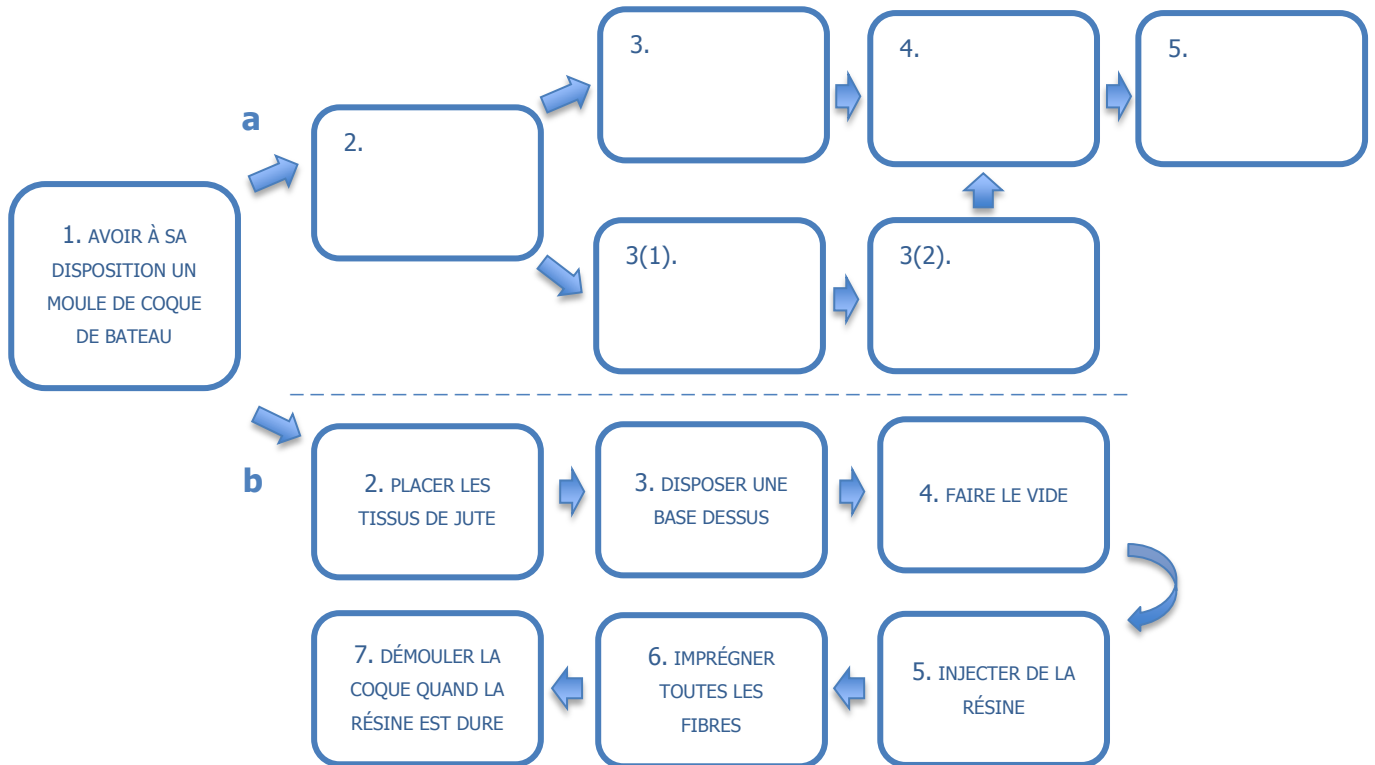 3.
4.
5.
a
2.
1. AVOIR À SA
DISPOSITION UN
MOULE DE COQUE
DE BATEAU
3(1).
3(2).
b
2. PLACER LES
TISSUS DE JUTE
3. DISPOSER UNE
BASE DESSUS
4. FAIRE LE VIDE
7. DÉMOULER LA
COQUE QUAND LA
RÉSINE EST DURE
6. IMPRÉGNER
TOUTES LES
FIBRES
5. INJECTER DE LA
RÉSINE